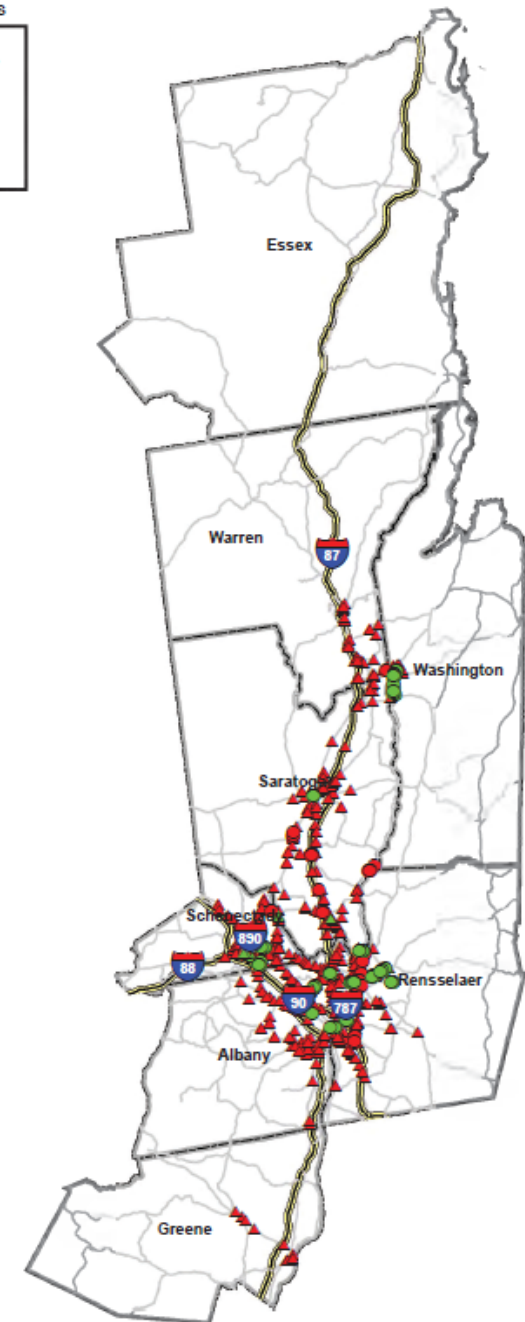 s
Essex
Warren
87
Washington
Saratoga
Schenectady
890
88
Rensselaer
90
787
Albany
Greene